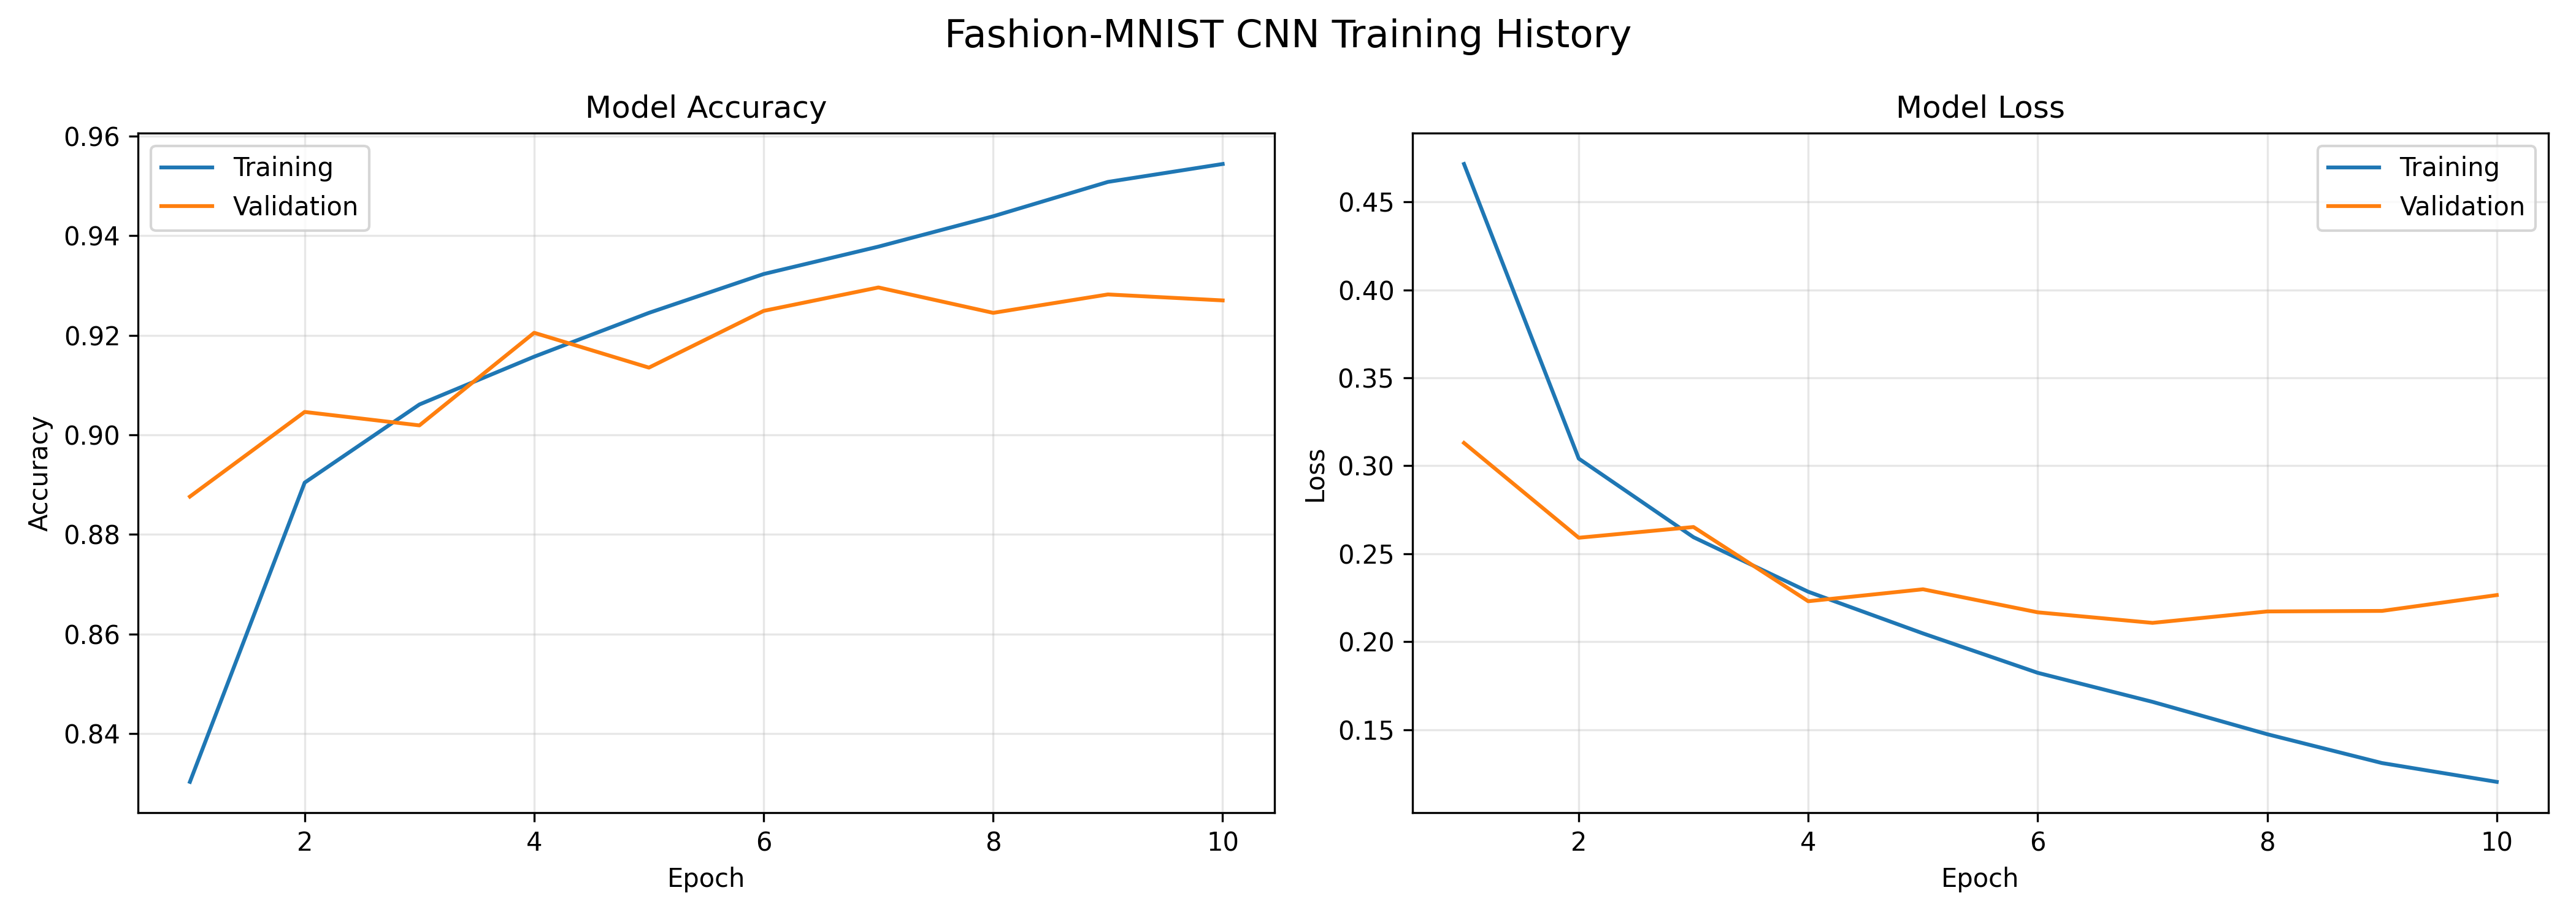 Fashion-MNIST CNN Training History
Model Accuracy
0.96
0.94
0.92
0.90
0.88
0.86
0.84
Accuracy
Training
Validation
2
4
6
8
10
Epoch
Model Loss
0.45
0.40
0.35
0.30
0.25
0.20
0.15
Loss
Training
Validation
2
4
6
8
10
Epoch